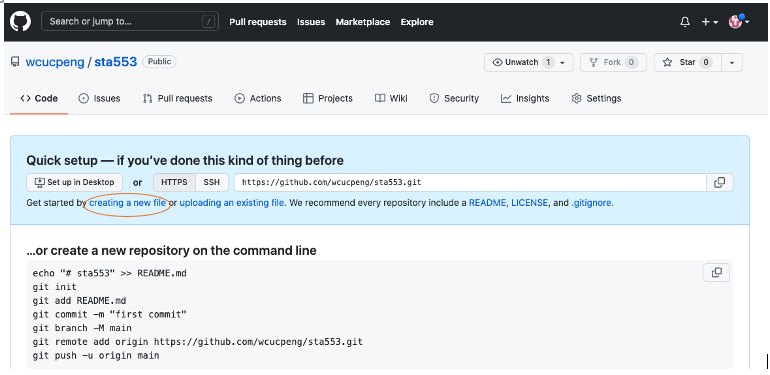 Search or jump to... / Pull requests Issues Marketplace Explore
wcucpeng / sta553 Public Unwatch 1 Fork 0 Star 0
Code Issues Pull requests Actions Projects Wiki Security Insights Settings
Quick setup — if you've done this kind of thing before
Set up in Desktop or HTTPS SSH https://github.com/wcucpeng/sta553.git
Get started by creating a new file or uploading an existing file. We recommend every repository include a README, LICENSE, and .gitignore.
...or create a new repository on the command line
echo "# sta553" >> README.md
git init
git add README.md
git commit -m "first commit"
git branch -M main
git remote add origin https://github.com/wcucpeng/sta553.git
git push -u origin main